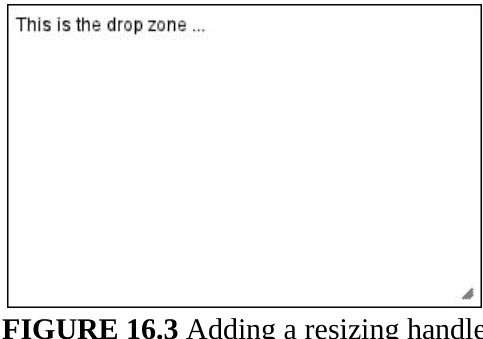 This is the drop zone ...
FIGURE 16.3 Adding a resizing handle